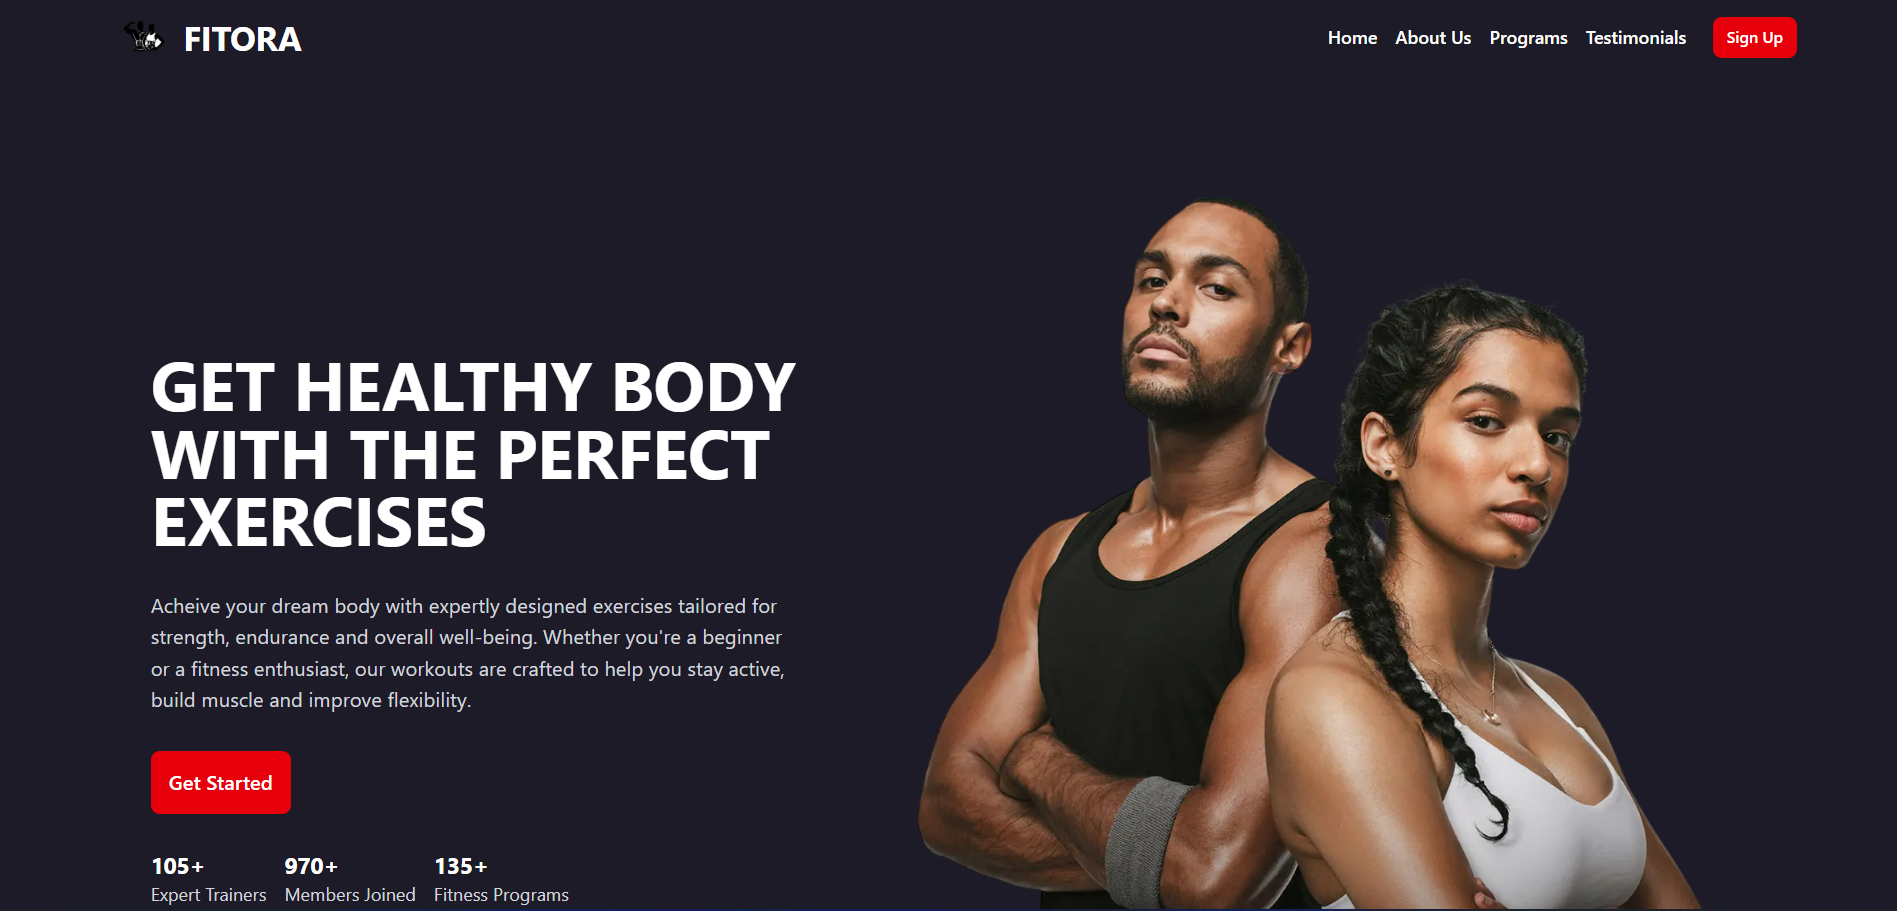 FITORA
Home About Us Programs Testimonials Sign Up
GET HEALTHY BODY
WITH THE PERFECT
EXERCISES
Acheive your dream body with expertly designed exercises tailored for
strength, endurance and overall well-being. Whether you're a beginner
or a fitness enthusiast, our workouts are crafted to help you stay active,
build muscle and improve flexibility.
Get Started
105+ 970+ 135+
Expert Trainers Members Joined Fitness Programs